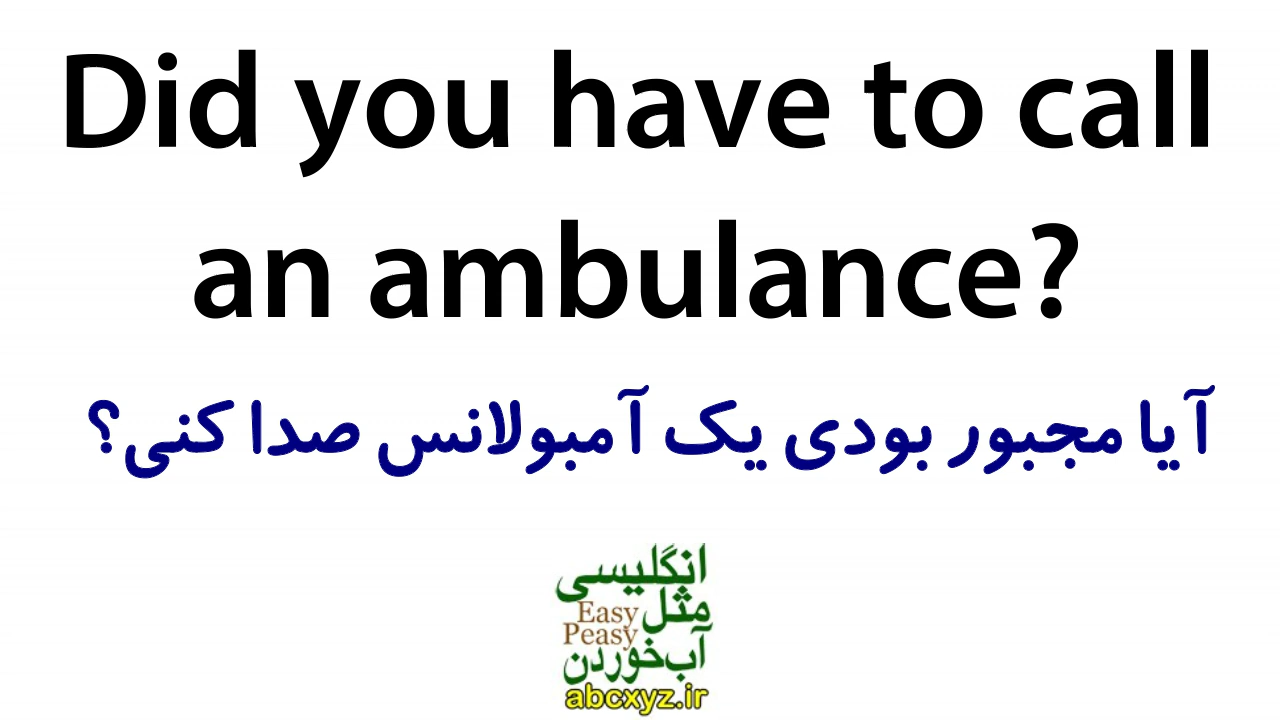 Did you have to call
an ambulance?
آیا مجبور بودی یک آمبولانس صدا کنی؟
انگلیسی
مثل Easy
Peasy
آب‌خوردن
abcxyz.ir